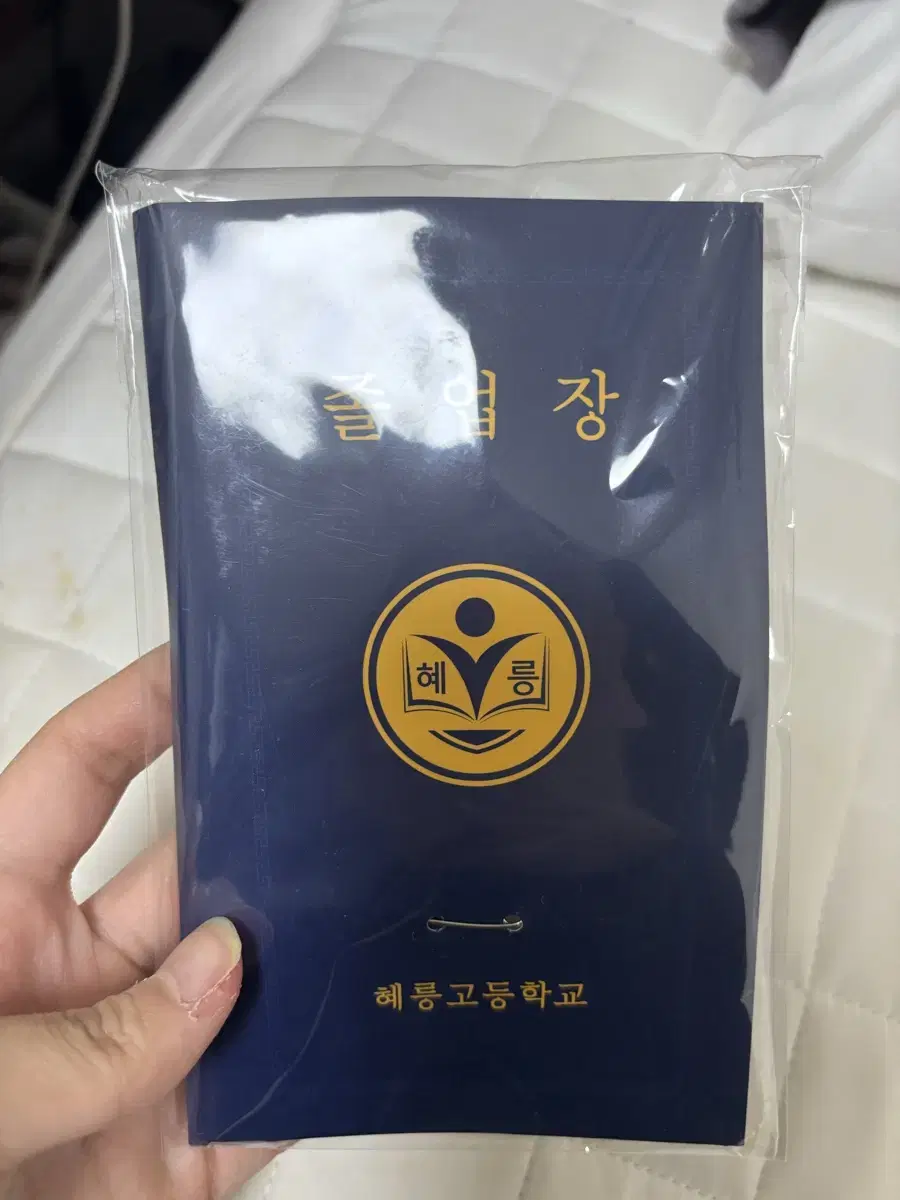 졸 업 장
혜 릉
혜릉고등학교